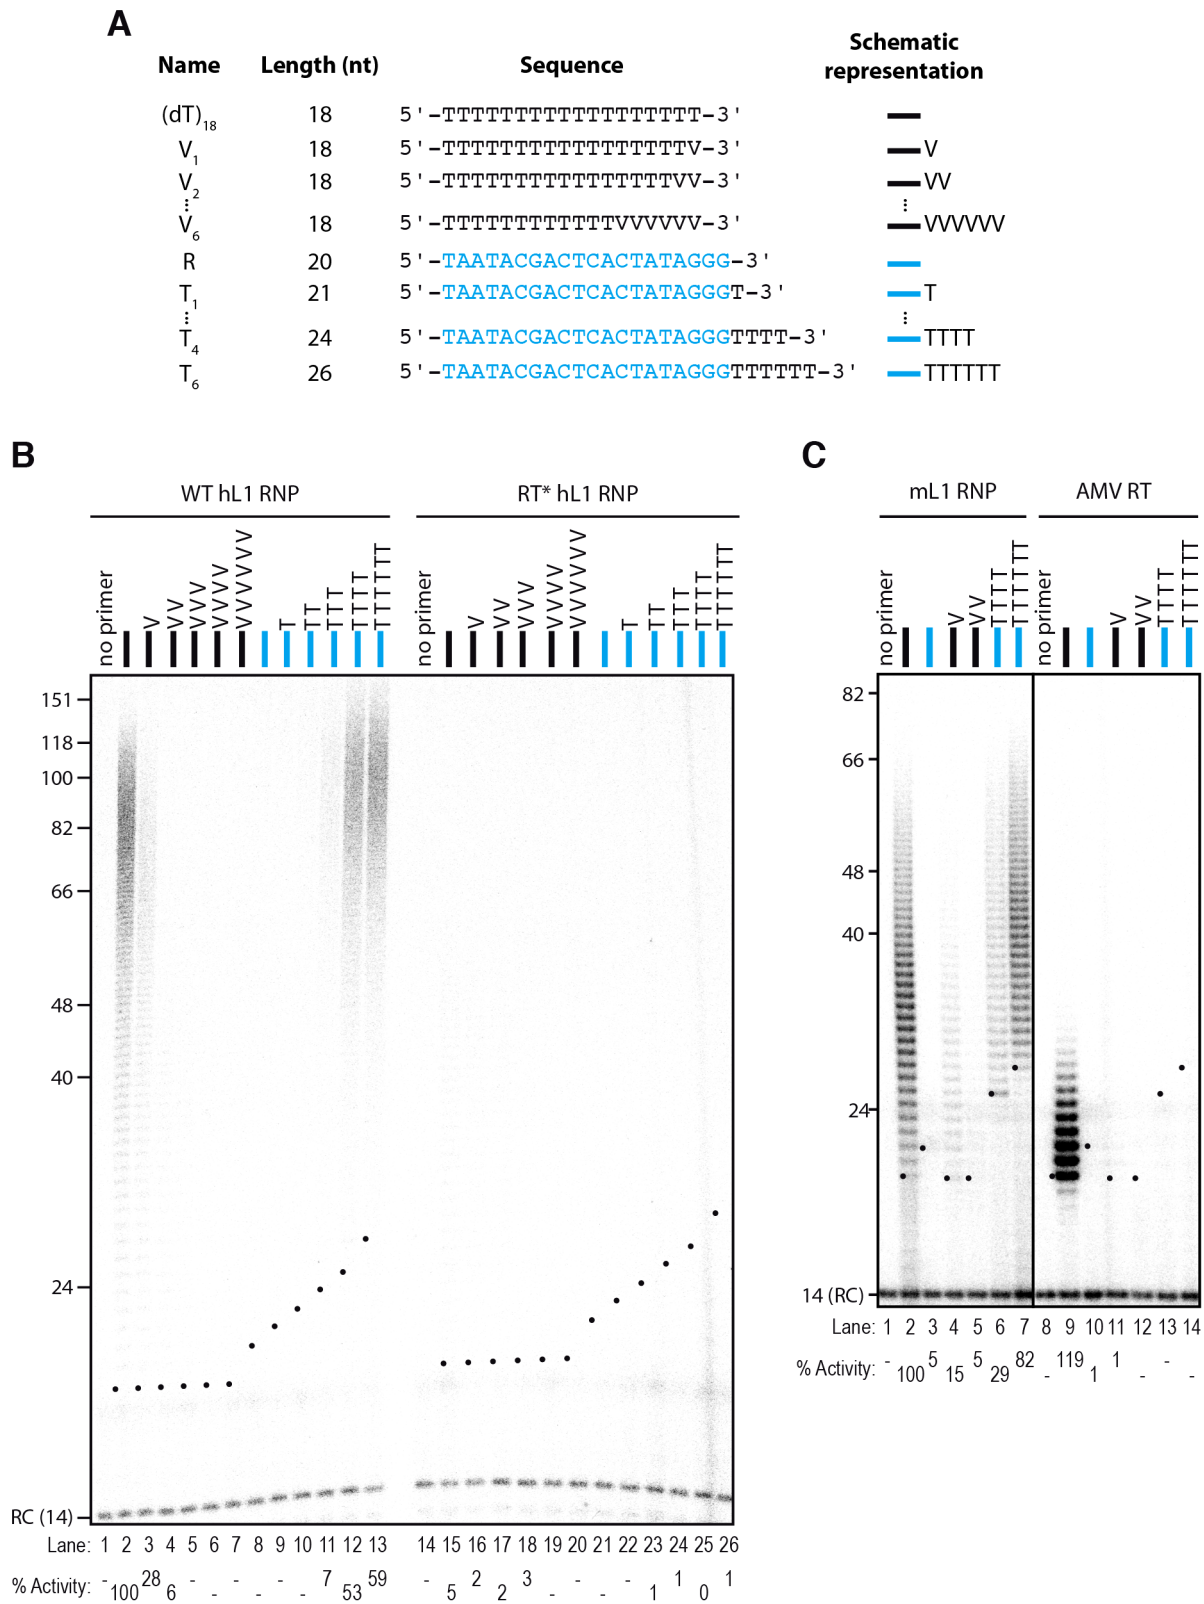 A
Name Length (nt) Sequence Schematic representation
(dT)18 18 5'-TTTTTTTTTTTTTTTTTT-3'
V1 18 5'-TTTTTTTTTTTTTTTTTV-3' V
V2 18 5'-TTTTTTTTTTTTTTTTVV-3' VV
⋮ ⋮
V6 18 5'-TTTTTTTTTTTTVVVVVV-3' VVVVVV
R 20 5'-TAATACGACTCACTATAGGG-3'
T1 21 5'-TAATACGACTCACTATAGGGT-3' T
⋮ ⋮
T4 24 5'-TAATACGACTCACTATAGGGTTTT-3' TTTT
T6 26 5'-TAATACGACTCACTATAGGGTTTTTT-3' TTTTTT
B
WT hL1 RNP RT* hL1 RNP
no primer V VV VVV VVVV VVVVVV T TT TTT TTTT TTTTTT no primer V VV VVV VVVV VVVVVV T TT TTT TTTT TTTTTT
151
118
100
82
66
48
40
24
RC (14)
Lane: 1 2 3 4 5 6 7 8 9 10 11 12 13 14 15 16 17 18 19 20 21 22 23 24 25 26
% Activity: - 100 28 6 - - - - - - 7 53 59 - 5 2 2 3 - - - - 1 1 0 1
C
mL1 RNP AMV RT
no primer V VV TTTT TTTTTT no primer V VV TTTT TTTTTT
82
66
48
40
24
14 (RC)
Lane: 1 2 3 4 5 6 7 8 9 10 11 12 13 14
% Activity: - 100 5 15 5 29 82 - 119 1 1 - - -